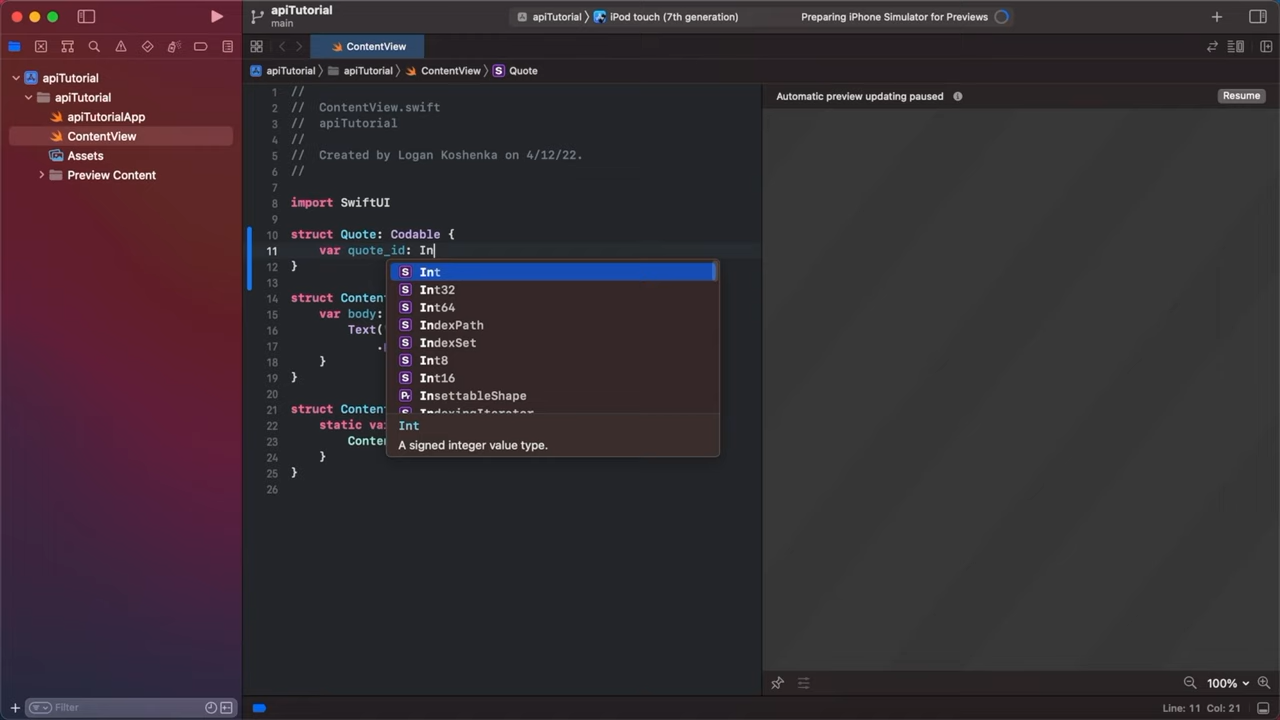 apiTutorial
main
apiTutorial 〉 iPod touch (7th generation)
Preparing iPhone Simulator for Previews
ContentView
apiTutorial 〉 apiTutorial 〉 ContentView 〉 S Quote
apiTutorial
apiTutorial
apiTutorialApp
ContentView
Assets
Preview Content
1 //
2 //  ContentView.swift
3 //  apiTutorial
4 //
5 //  Created by Logan Koshenka on 4/12/22.
6 //
7
8 import SwiftUI
9
10 struct Quote: Codable {
11     var quote_id: In
12 }
13
14 struct Conten
15     var body:
16         Text(
17             .
18     }
19 }
20
21 struct Conten
22     static va
23         Conte
24     }
25 }
26
S Int
S Int32
S Int64
S IndexPath
S IndexSet
S Int8
S Int16
Pr InsettableShape
S IndexingIterator
Int
A signed integer value type.
Automatic preview updating paused
Resume
Filter
100%
Line: 11 Col: 21